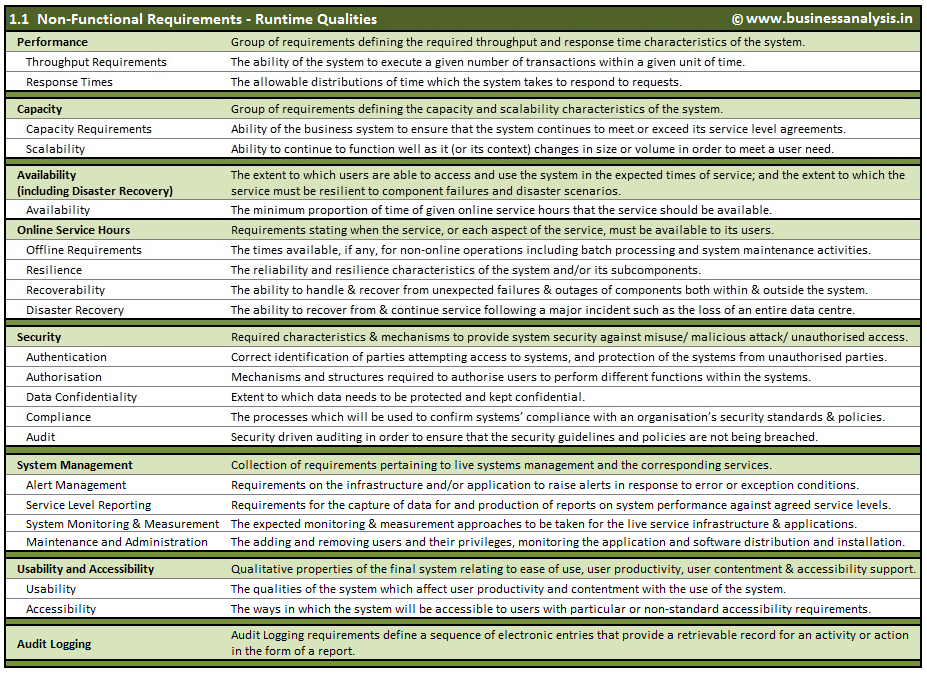 1.1 Non-Functional Requirements - Runtime Qualities © www.businessanalysis.in
Performance Group of requirements defining the required throughput and response time characteristics of the system.
Throughput Requirements The ability of the system to execute a given number of transactions within a given unit of time.
Response Times The allowable distributions of time which the system takes to respond to requests.
Capacity Group of requirements defining the capacity and scalability characteristics of the system.
Capacity Requirements Ability of the business system to ensure that the system continues to meet or exceed its service level agreements.
Scalability Ability to continue to function well as it (or its context) changes in size or volume in order to meet a user need.
Availability The extent to which users are able to access and use the system in the expected times of service; and the extent to which the
(including Disaster Recovery) service must be resilient to component failures and disaster scenarios.
Availability The minimum proportion of time of given online service hours that the service should be available.
Online Service Hours Requirements stating when the service, or each aspect of the service, must be available to its users.
Offline Requirements The times available, if any, for non-online operations including batch processing and system maintenance activities.
Resilience The reliability and resilience characteristics of the system and/or its subcomponents.
Recoverability The ability to handle & recover from unexpected failures & outages of components both within & outside the system.
Disaster Recovery The ability to recover from & continue service following a major incident such as the loss of an entire data centre.
Security Required characteristics & mechanisms to provide system security against misuse/ malicious attack/ unauthorised access.
Authentication Correct identification of parties attempting access to systems, and protection of the systems from unauthorised parties.
Authorisation Mechanisms and structures required to authorise users to perform different functions within the systems.
Data Confidentiality Extent to which data needs to be protected and kept confidential.
Compliance The processes which will be used to confirm systems’ compliance with an organisation’s security standards & policies.
Audit Security driven auditing in order to ensure that the security guidelines and policies are not being breached.
System Management Collection of requirements pertaining to live systems management and the corresponding services.
Alert Management Requirements on the infrastructure and/or application to raise alerts in response to error or exception conditions.
Service Level Reporting Requirements for the capture of data for and production of reports on system performance against agreed service levels.
System Monitoring & Measurement The expected monitoring & measurement approaches to be taken for the live service infrastructure & applications.
Maintenance and Administration The adding and removing users and their privileges, monitoring the application and software distribution and installation.
Usability and Accessibility Qualitative properties of the final system relating to ease of use, user productivity, user contentment & accessibility support.
Usability The qualities of the system which affect user productivity and contentment with the use of the system.
Accessibility The ways in which the system will be accessible to users with particular or non-standard accessibility requirements.
Audit Logging Audit Logging requirements define a sequence of electronic entries that provide a retrievable record for an activity or action
in the form of a report.